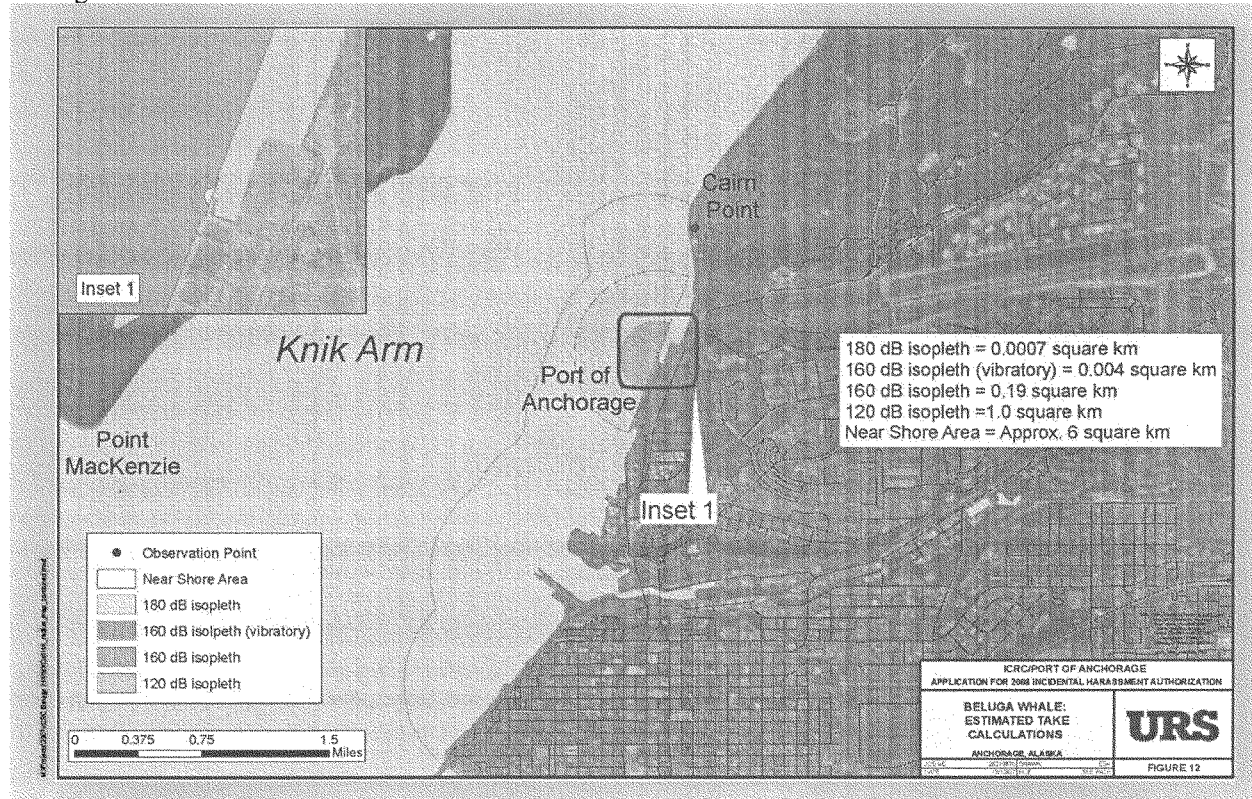 Inset 1
Cairn
Point
Knik Arm
Port of
Anchorage
Point
MacKenzie
Inset 1
180 dB isopleth = 0.0007 square km
160 dB isopleth (vibratory) = 0.004 square km
160 dB isopleth = 0.19 square km
120 dB isopleth =1.0 square km
Near Shore Area = Approx. 6 square km
Observation Point
Near Shore Area
180 dB isopleth
160 dB isolpeth (vibratory)
160 dB isopleth
120 dB isopleth
0 0.375 0.75 1.5
Miles
ICRC/PORT OF ANCHORAGE
APPLICATION FOR 2008 INCIDENTAL HARASSMENT AUTHORIZATION
BELUGA WHALE:
ESTIMATED TAKE
CALCULATIONS
ANCHORAGE, ALASKA
URS
FIGURE 12